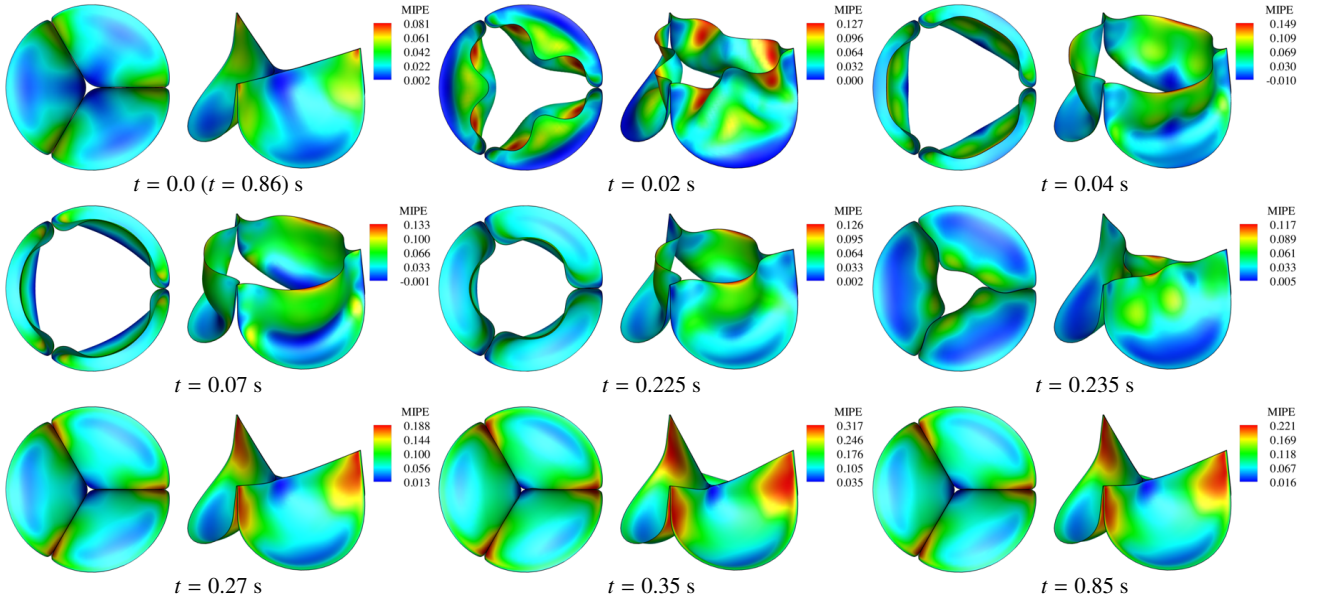 MIPE
0.081
0.061
0.042
0.022
0.002
MIPE
0.127
0.096
0.064
0.032
0.000
MIPE
0.149
0.109
0.069
0.030
-0.010
t = 0.0 (t = 0.86) s
t = 0.02 s
t = 0.04 s
MIPE
0.133
0.100
0.066
0.033
-0.001
MIPE
0.126
0.095
0.064
0.033
0.002
MIPE
0.117
0.089
0.061
0.033
0.005
t = 0.07 s
t = 0.225 s
t = 0.235 s
MIPE
0.188
0.144
0.100
0.056
0.013
MIPE
0.317
0.246
0.176
0.105
0.035
MIPE
0.221
0.169
0.118
0.067
0.016
t = 0.27 s
t = 0.35 s
t = 0.85 s